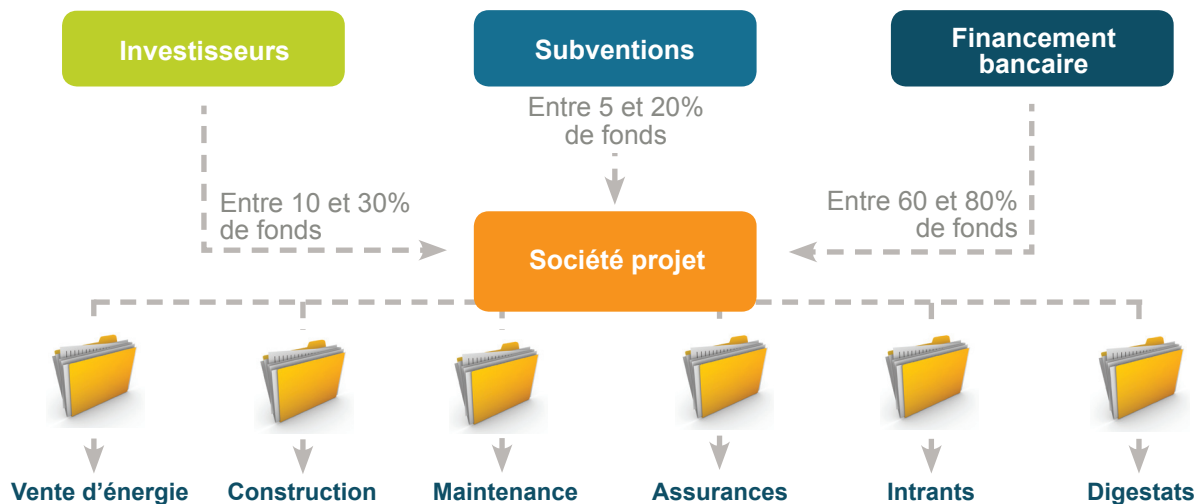 Investisseurs
Subventions
Financement
bancaire
Entre 5 et 20%
de fonds
Entre 10 et 30%
de fonds
Entre 60 et 80%
de fonds
Société projet
Vente d’énergie
Construction
Maintenance
Assurances
Intrants
Digestats